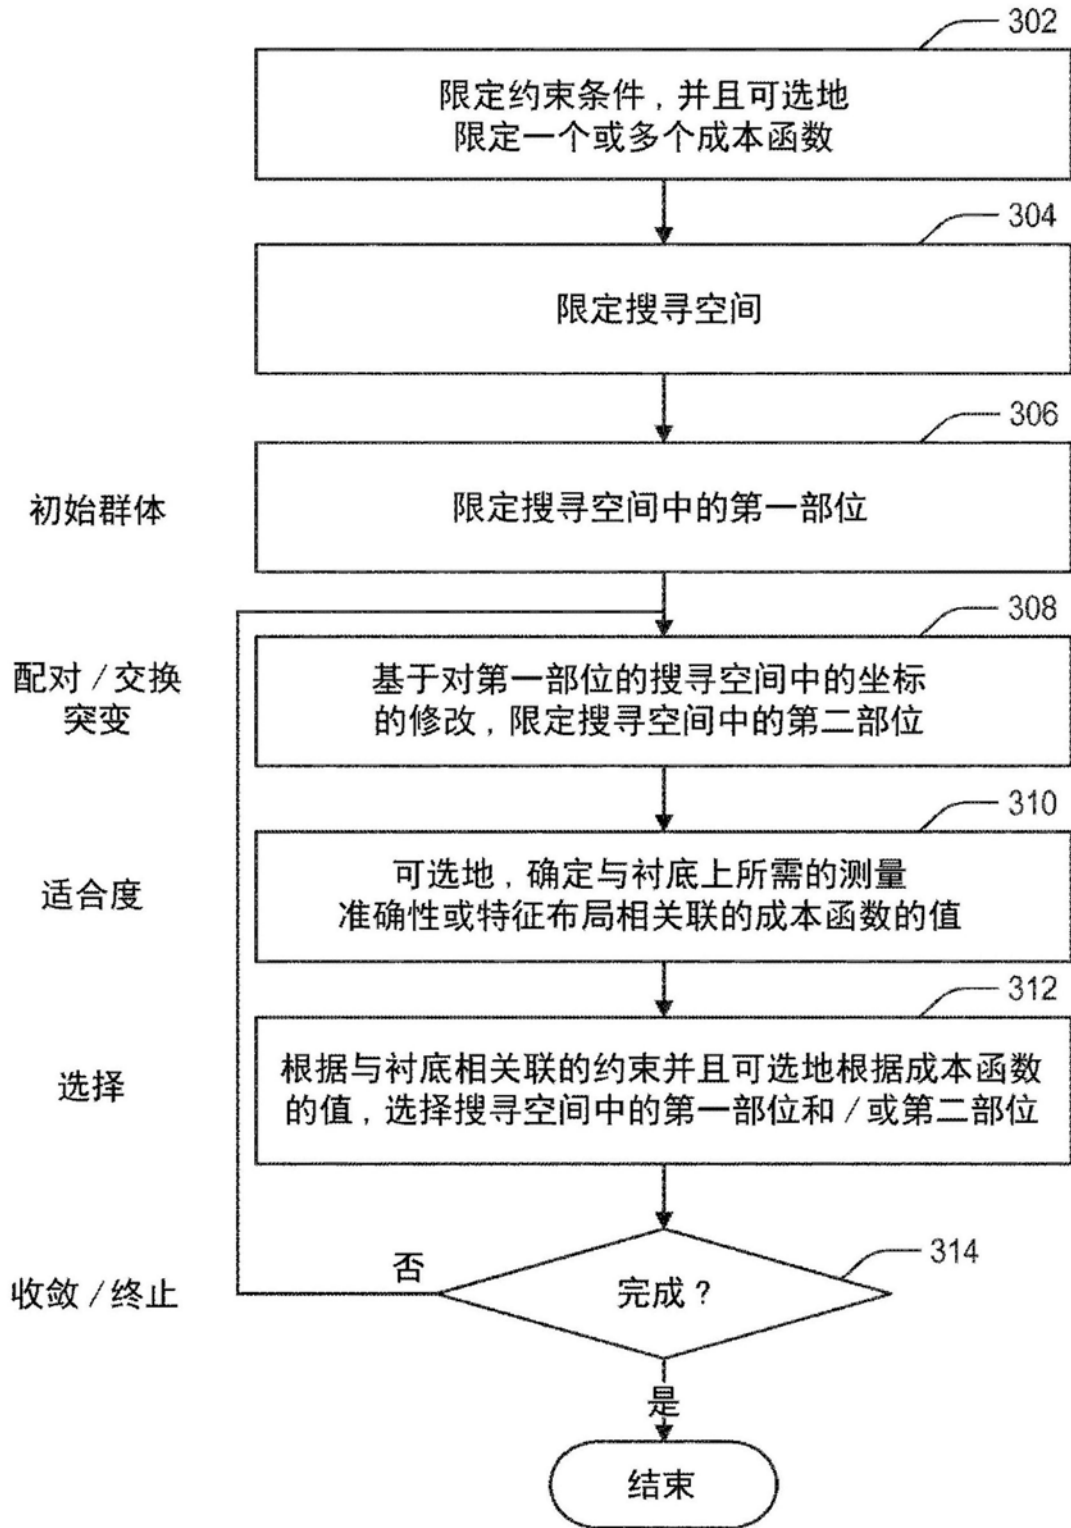 302
限定约束条件，并且可选地
限定一个或多个成本函数
304
限定搜寻空间
306
初始群体
限定搜寻空间中的第一部位
308
配对/交换
突变
基于对第一部位的搜寻空间中的坐标
的修改，限定搜寻空间中的第二部位
310
适合度
可选地，确定与衬底上所需的测量
准确性或特征布局相关联的成本函数的值
312
选择
根据与衬底相关联的约束并且可选地根据成本函数
的值，选择搜寻空间中的第一部位和/或第二部位
314
收敛/终止
否
完成？
是
结束